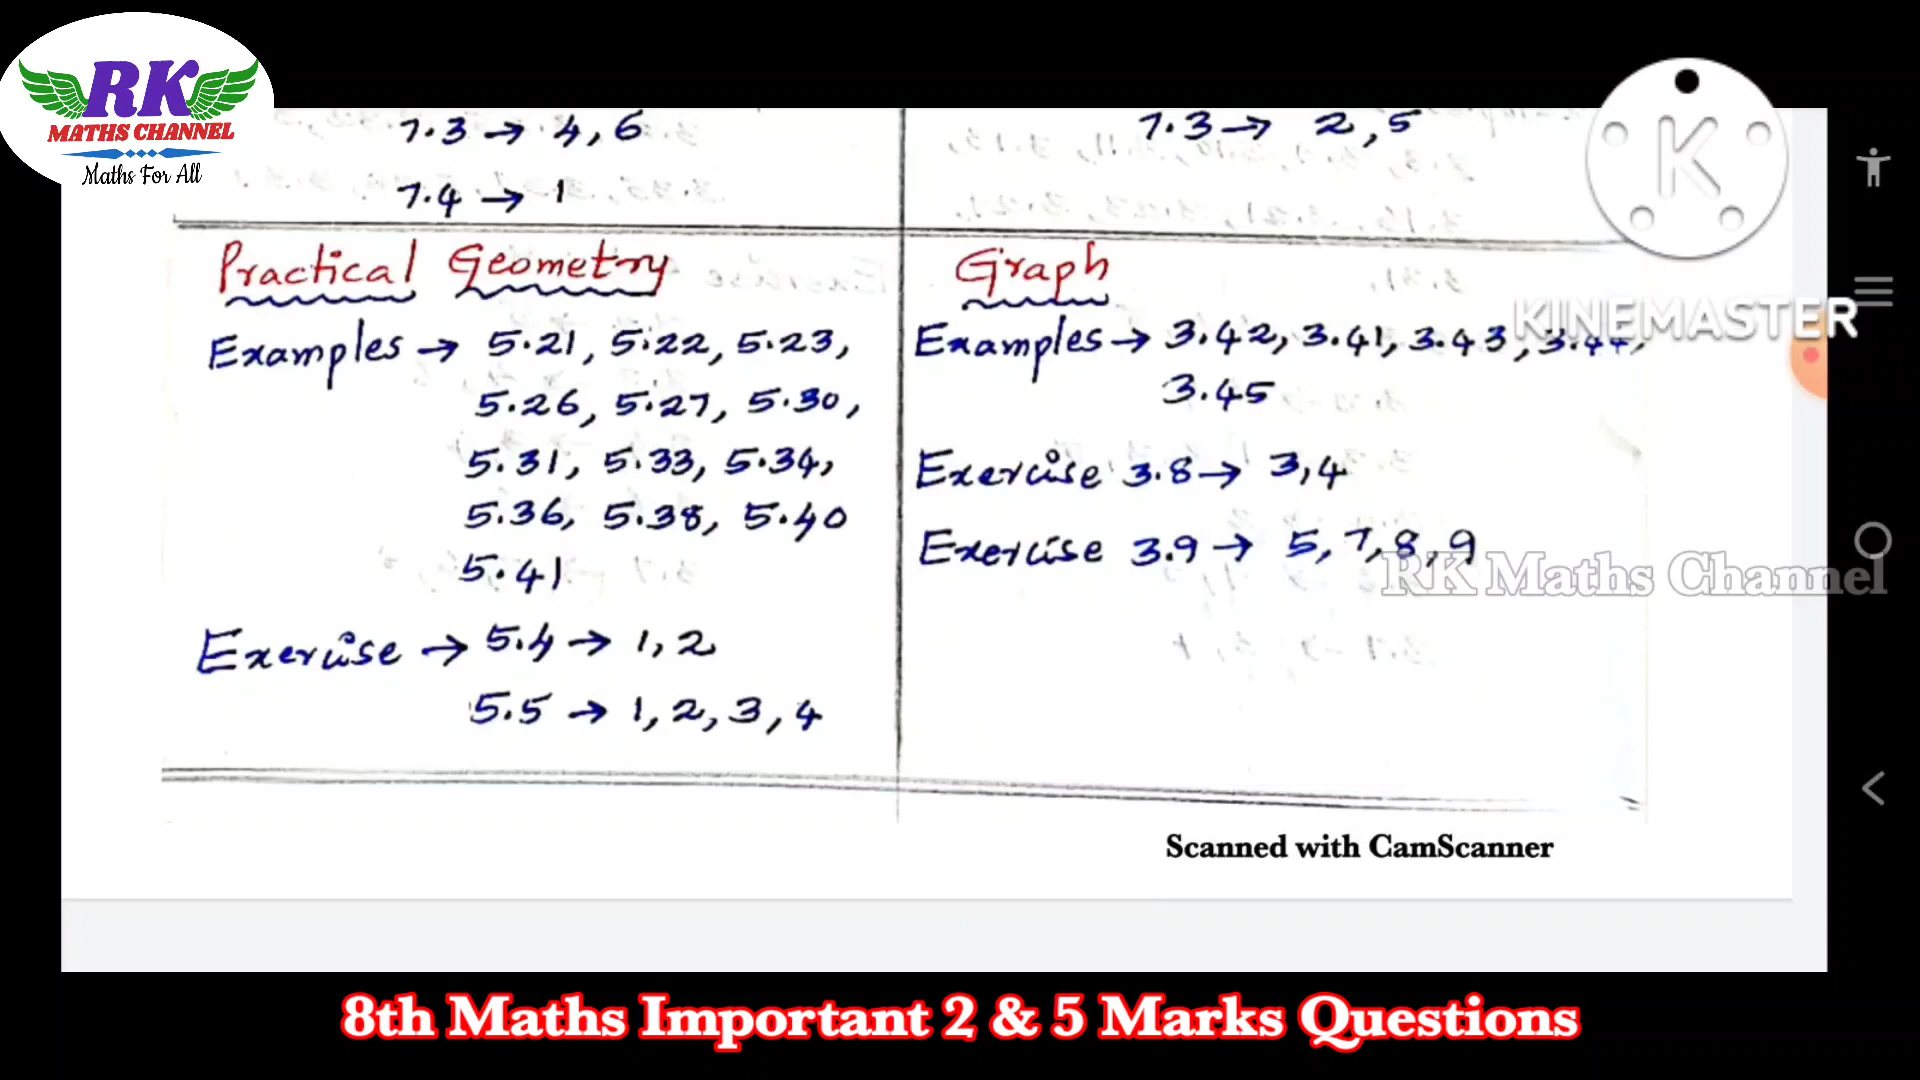 RK
MATHS CHANNEL
Maths For All
7.3 → 4, 6
7.4 → 1
7.3 → 2, 5
Practical Geometry
Examples → 5.21, 5.22, 5.23,
5.26, 5.27, 5.30,
5.31, 5.33, 5.34,
5.36, 5.38, 5.40
5.41
Exercise → 5.4 → 1, 2
5.5 → 1, 2, 3, 4
Graph
Examples → 3.42, 3.41, 3.43, 3.44,
3.45
Exercise 3.8 → 3, 4
Exercise 3.9 → 5, 7, 8, 9
K
KINEMASTER
RK Maths Channel
Scanned with CamScanner
8th Maths Important 2 & 5 Marks Questions